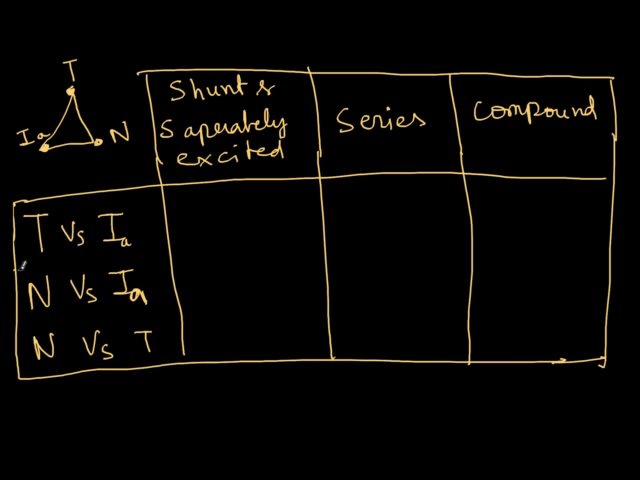 T
Ia
N
Shunt &
Saperately
excited
Series
Compound
T Vs Ia
N Vs Ia
N Vs T